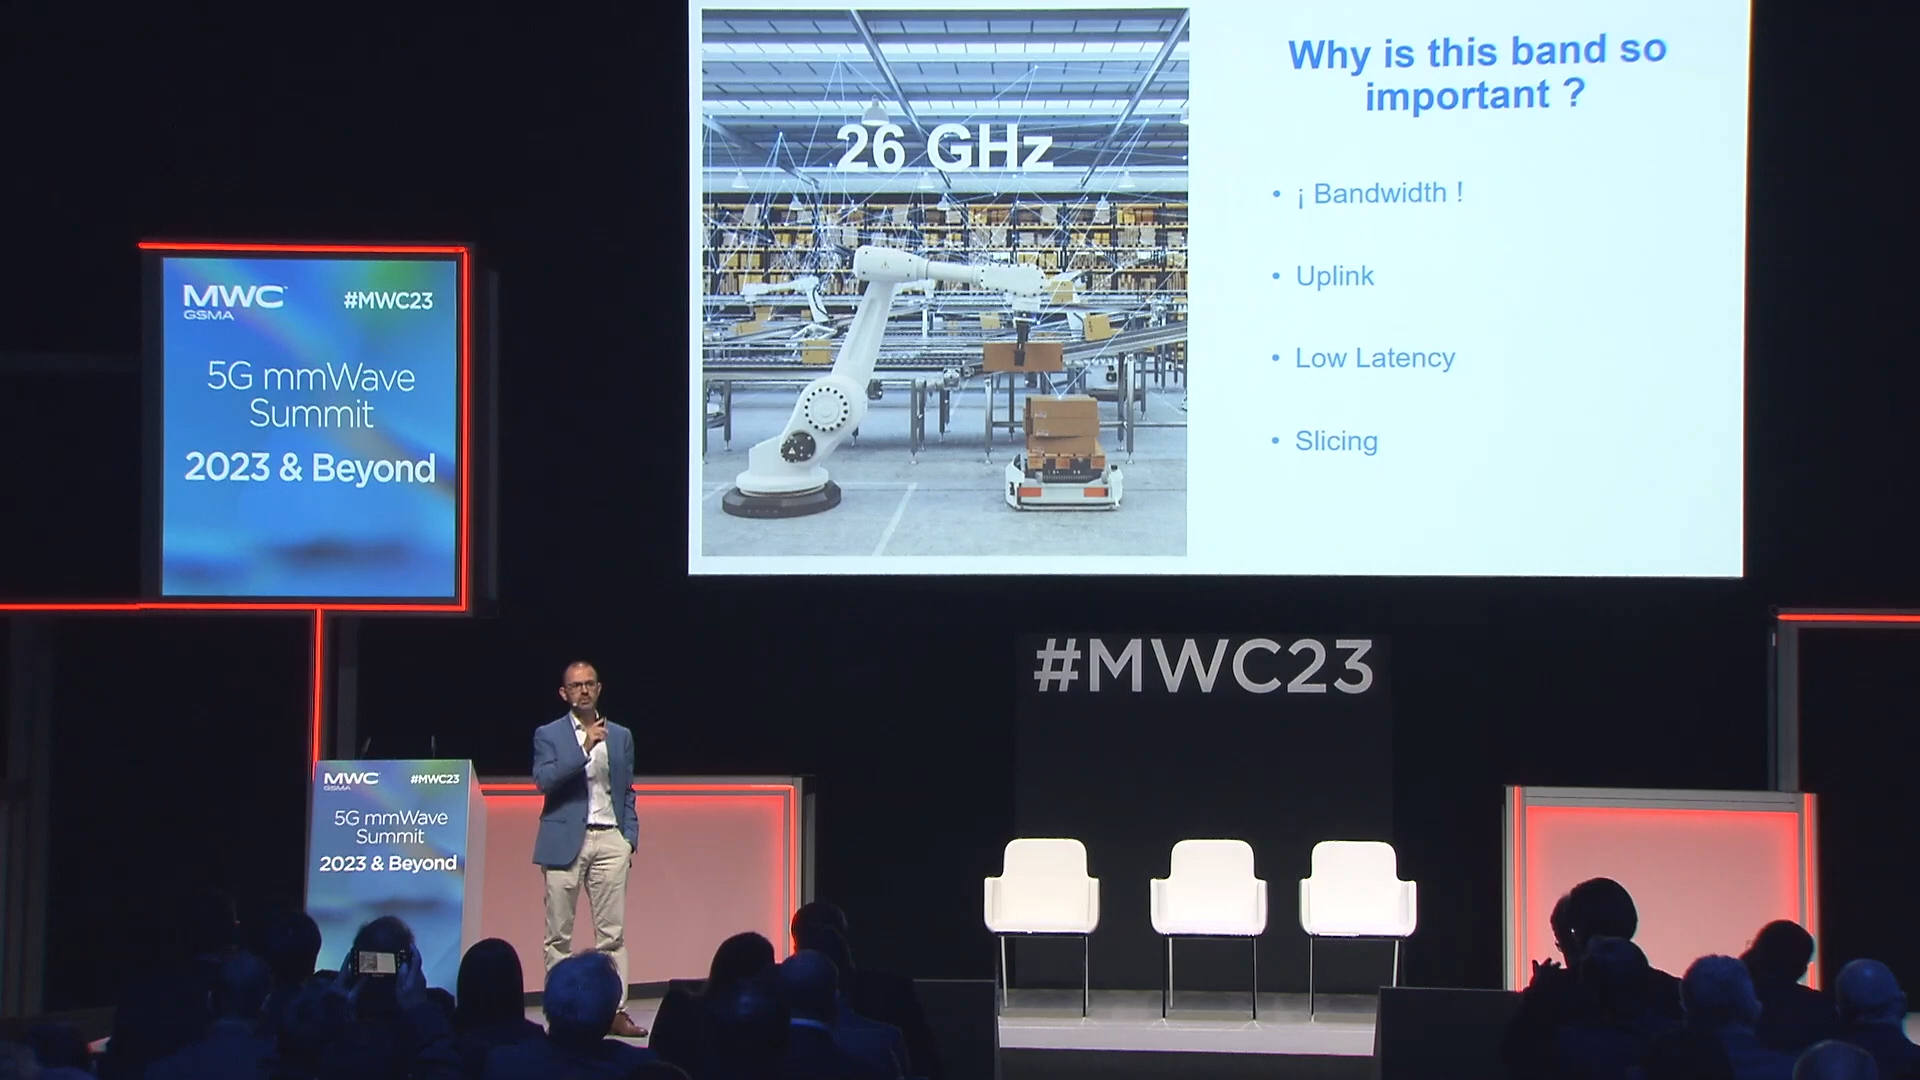 26 GHz
Why is this band so
important ?
• ¡ Bandwidth !
• Uplink
• Low Latency
• Slicing
MWC
GSMA
#MWC23
5G mmWave
Summit
2023 & Beyond
#MWC23
MWC
GSMA
#MWC23
5G mmWave
Summit
2023 & Beyond